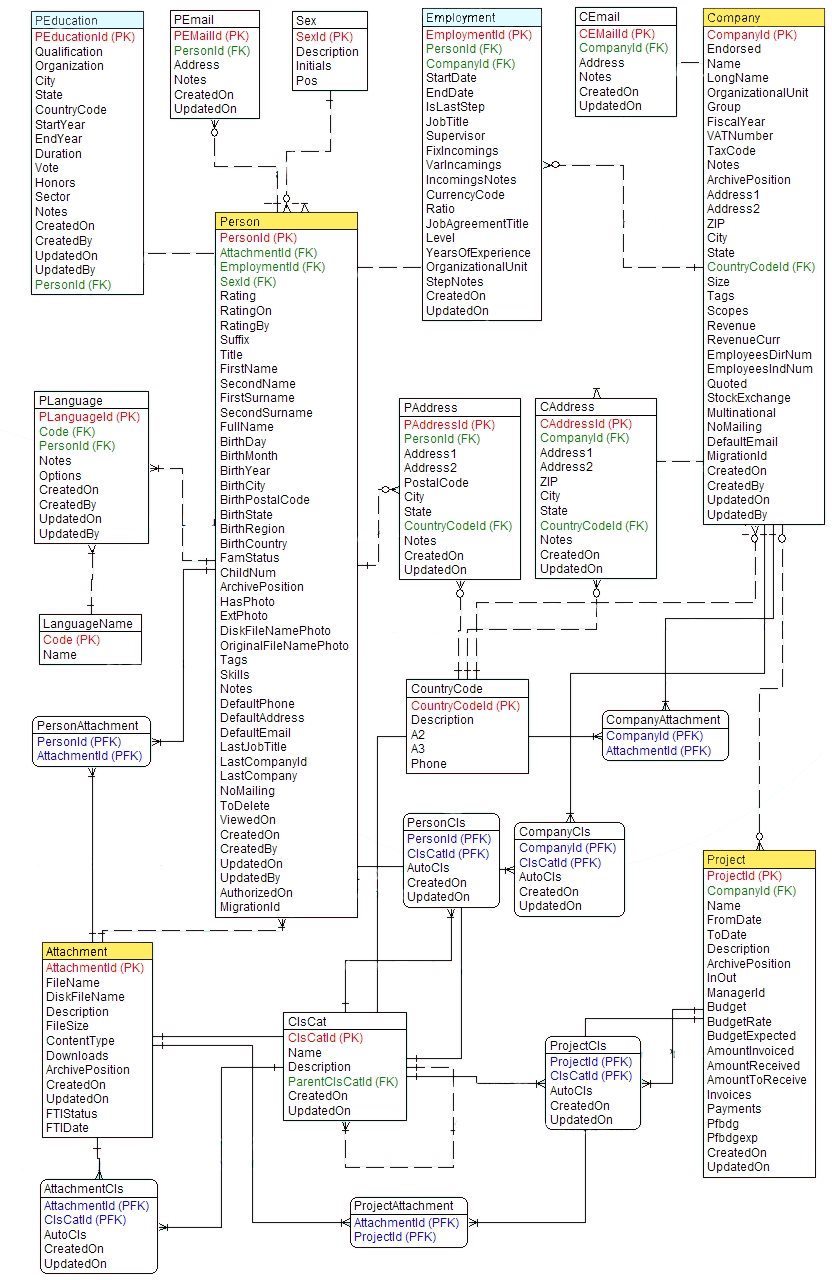 PEducation
PEducationId (PK)
Qualification
Organization
City
State
CountryCode
StartYear
EndYear
Duration
Vote
Honors
Sector
Notes
CreatedOn
CreatedBy
UpdatedOn
UpdatedBy
PersonId (FK)
PEmail
PEMailId (PK)
PersonId (FK)
Address
Notes
CreatedOn
UpdatedOn
Sex
SexId (PK)
Description
Initials
Pos
Employment
EmploymentId (PK)
PersonId (FK)
CompanyId (FK)
StartDate
EndDate
IsLastStep
JobTitle
Supervisor
FixIncomings
VarIncamings
IncomingsNotes
CurrencyCode
Ratio
JobAgreementTitle
Level
YearsOfExperience
OrganizationalUnit
StepNotes
CreatedOn
UpdatedOn
CEmail
CEMailId (PK)
CompanyId (FK)
Address
Notes
CreatedOn
UpdatedOn
Company
CompanyId (PK)
Endorsed
Name
LongName
OrganizationalUnit
Group
FiscalYear
VATNumber
TaxCode
Notes
ArchivePosition
Address1
Address2
ZIP
City
State
CountryCodeId (FK)
Size
Tags
Scopes
Revenue
RevenueCurr
EmployeesDirNum
EmployeesIndNum
Quoted
StockExchange
Multinational
NoMailing
DefaultEmail
MigrationId
CreatedOn
CreatedBy
UpdatedOn
UpdatedBy
Person
PersonId (PK)
AttachmentId (FK)
EmploymentId (FK)
SexId (FK)
Rating
RatingOn
RatingBy
Suffix
Title
FirstName
SecondName
FirstSurname
SecondSurname
FullName
BirthDay
BirthMonth
BirthYear
BirthCity
BirthPostalCode
BirthState
BirthRegion
BirthCountry
FamStatus
ChildNum
ArchivePosition
HasPhoto
ExtPhoto
DiskFileNamePhoto
OriginalFileNamePhoto
Tags
Skills
Notes
DefaultPhone
DefaultAddress
DefaultEmail
LastJobTitle
LastCompanyId
LastCompany
NoMailing
ToDelete
ViewedOn
CreatedOn
CreatedBy
UpdatedOn
UpdatedBy
AuthorizedOn
MigrationId
PLanguage
PLanguageId (PK)
Code (FK)
PersonId (FK)
Notes
Options
CreatedOn
CreatedBy
UpdatedOn
UpdatedBy
PAddress
PAddressId (PK)
PersonId (FK)
Address1
Address2
PostalCode
City
State
CountryCodeId (FK)
Notes
CreatedOn
UpdatedOn
CAddress
CAddressId (PK)
CompanyId (FK)
Address1
Address2
ZIP
City
State
CountryCodeId (FK)
Notes
CreatedOn
UpdatedOn
LanguageName
Code (PK)
Name
CountryCode
CountryCodeId (PK)
Description
A2
A3
Phone
PersonAttachment
PersonId (PFK)
AttachmentId (PFK)
CompanyAttachment
CompanyId (PFK)
AttachmentId (PFK)
PersonCls
PersonId (PFK)
ClsCatId (PFK)
AutoCls
CreatedOn
UpdatedOn
CompanyCls
CompanyId (PFK)
ClsCatId (PFK)
AutoCls
CreatedOn
UpdatedOn
Project
ProjectId (PK)
CompanyId (FK)
Name
FromDate
ToDate
Description
ArchivePosition
InOut
ManagerId
Budget
BudgetRate
BudgetExpected
AmountInvoiced
AmountReceived
AmountToReceive
Invoices
Payments
Pfbdg
Pfbdgexp
CreatedOn
UpdatedOn
Attachment
AttachmentId (PK)
FileName
DiskFileName
Description
FileSize
ContentType
Downloads
ArchivePosition
CreatedOn
UpdatedOn
FTIStatus
FTIDate
ClsCat
ClsCatId (PK)
Name
Description
ParentClsCatId (FK)
CreatedOn
UpdatedOn
ProjectCls
ProjectId (PFK)
ClsCatId (PFK)
AutoCls
CreatedOn
UpdatedOn
AttachmentCls
AttachmentId (PFK)
ClsCatId (PFK)
AutoCls
CreatedOn
UpdatedOn
ProjectAttachment
AttachmentId (PFK)
ProjectId (PFK)